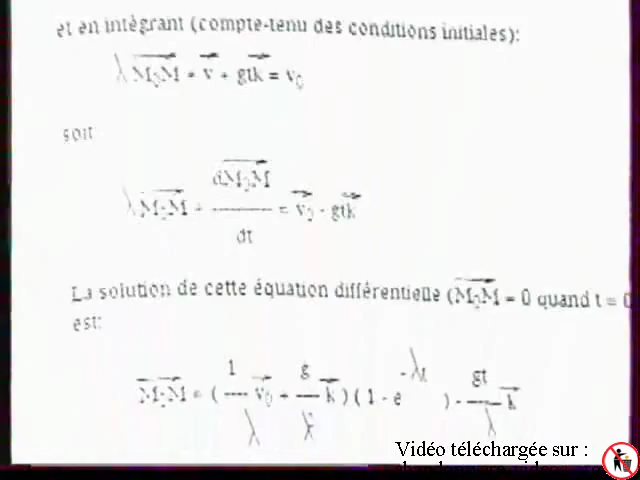 et en intégrant (compte-tenu des conditions initiales):
λ M₀M + v + gtk = v₀
soit
λ M₀M + dM₀M / dt = v₀ - gtk
La solution de cette équation différentielle (M₀M = 0 quand t = 0
est:
M₀M = ( 1/λ v₀ + g/λ² k ) ( 1 - e^-λt ) - gt/λ k
Vidéo téléchargée sur :